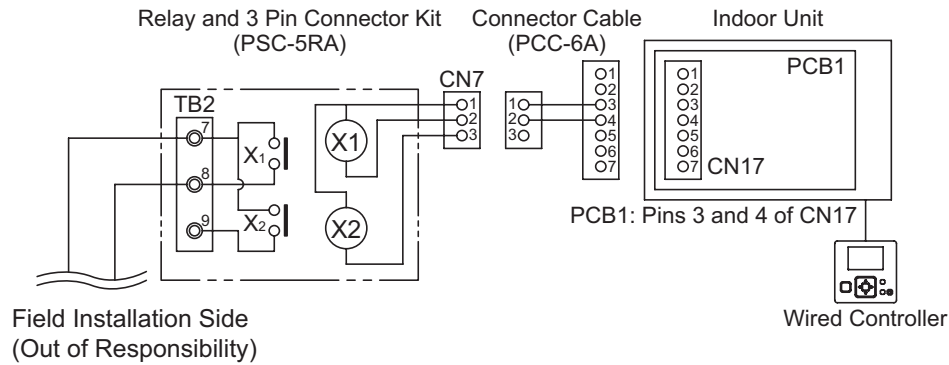 Relay and 3 Pin Connector Kit
(PSC-5RA)
Connector Cable
(PCC-6A)
Indoor Unit
TB2
7
8
9
X1
X2
X1
X2
CN7
1
2
3
1
2
3
1
2
3
4
5
6
7
1
2
3
4
5
6
7
PCB1
CN17
PCB1: Pins 3 and 4 of CN17
Wired Controller
Field Installation Side
(Out of Responsibility)